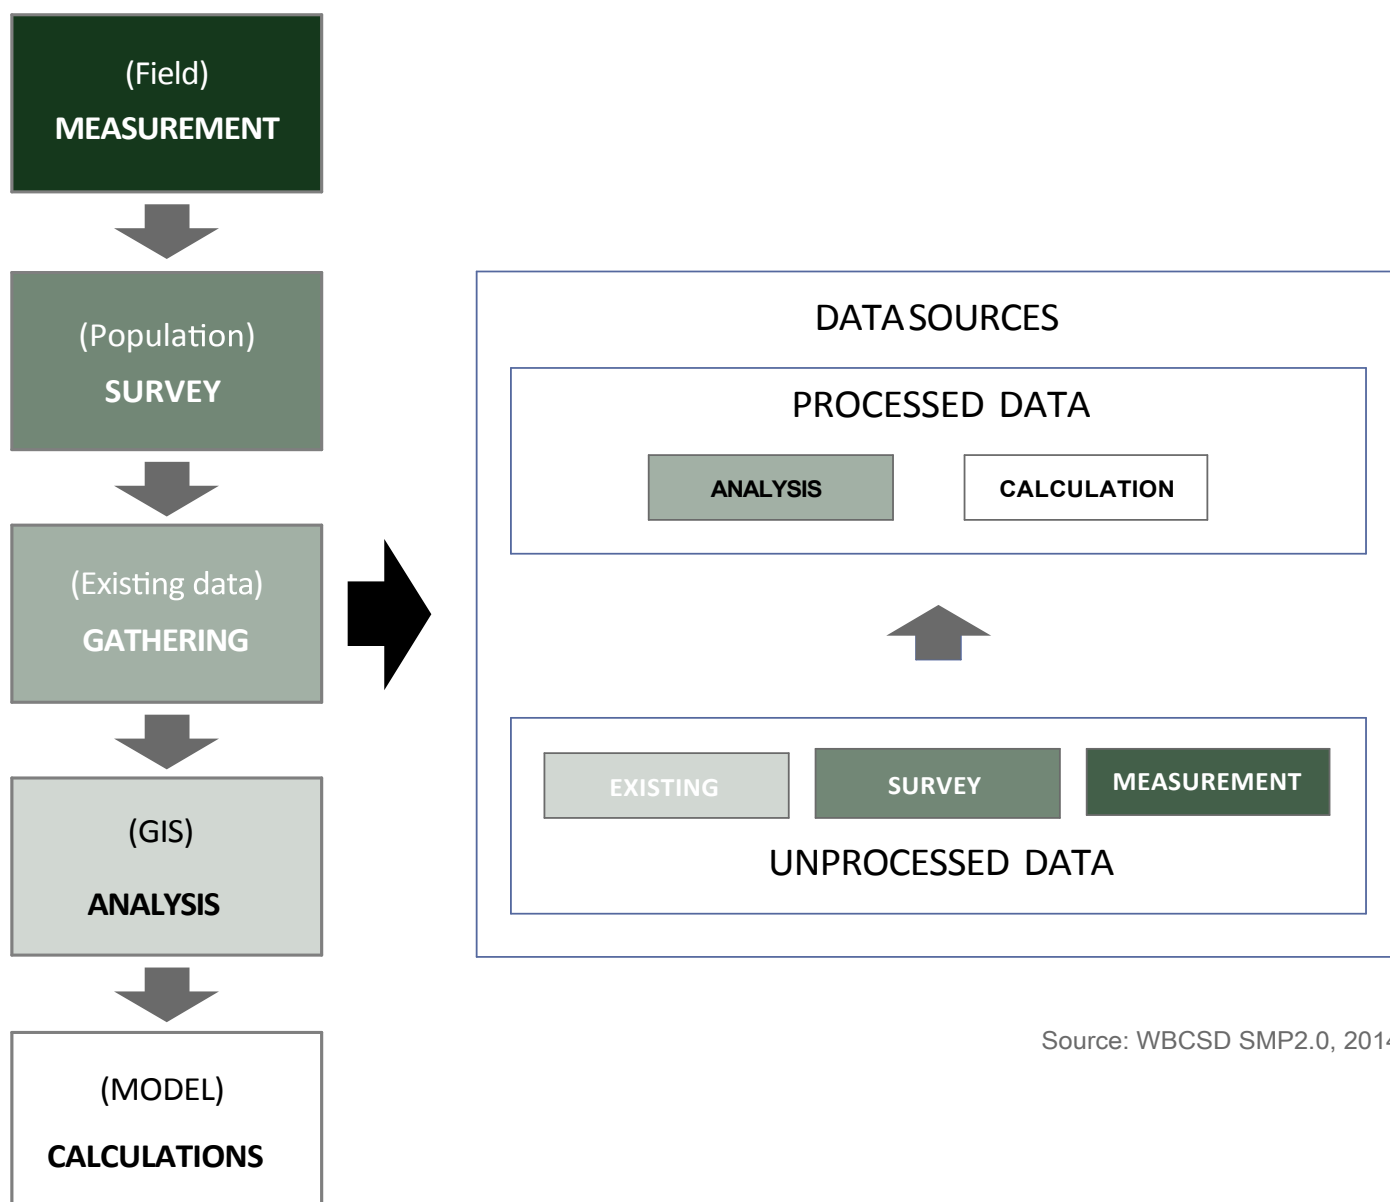 (Field)
MEASUREMENT
(Population)
SURVEY
(Existing data)
GATHERING
(GIS)
ANALYSIS
(MODEL)
CALCULATIONS
DATA SOURCES
PROCESSED DATA
ANALYSIS
CALCULATION
EXISTING
SURVEY
MEASUREMENT
UNPROCESSED DATA
Source: WBCSD SMP2.0, 2014